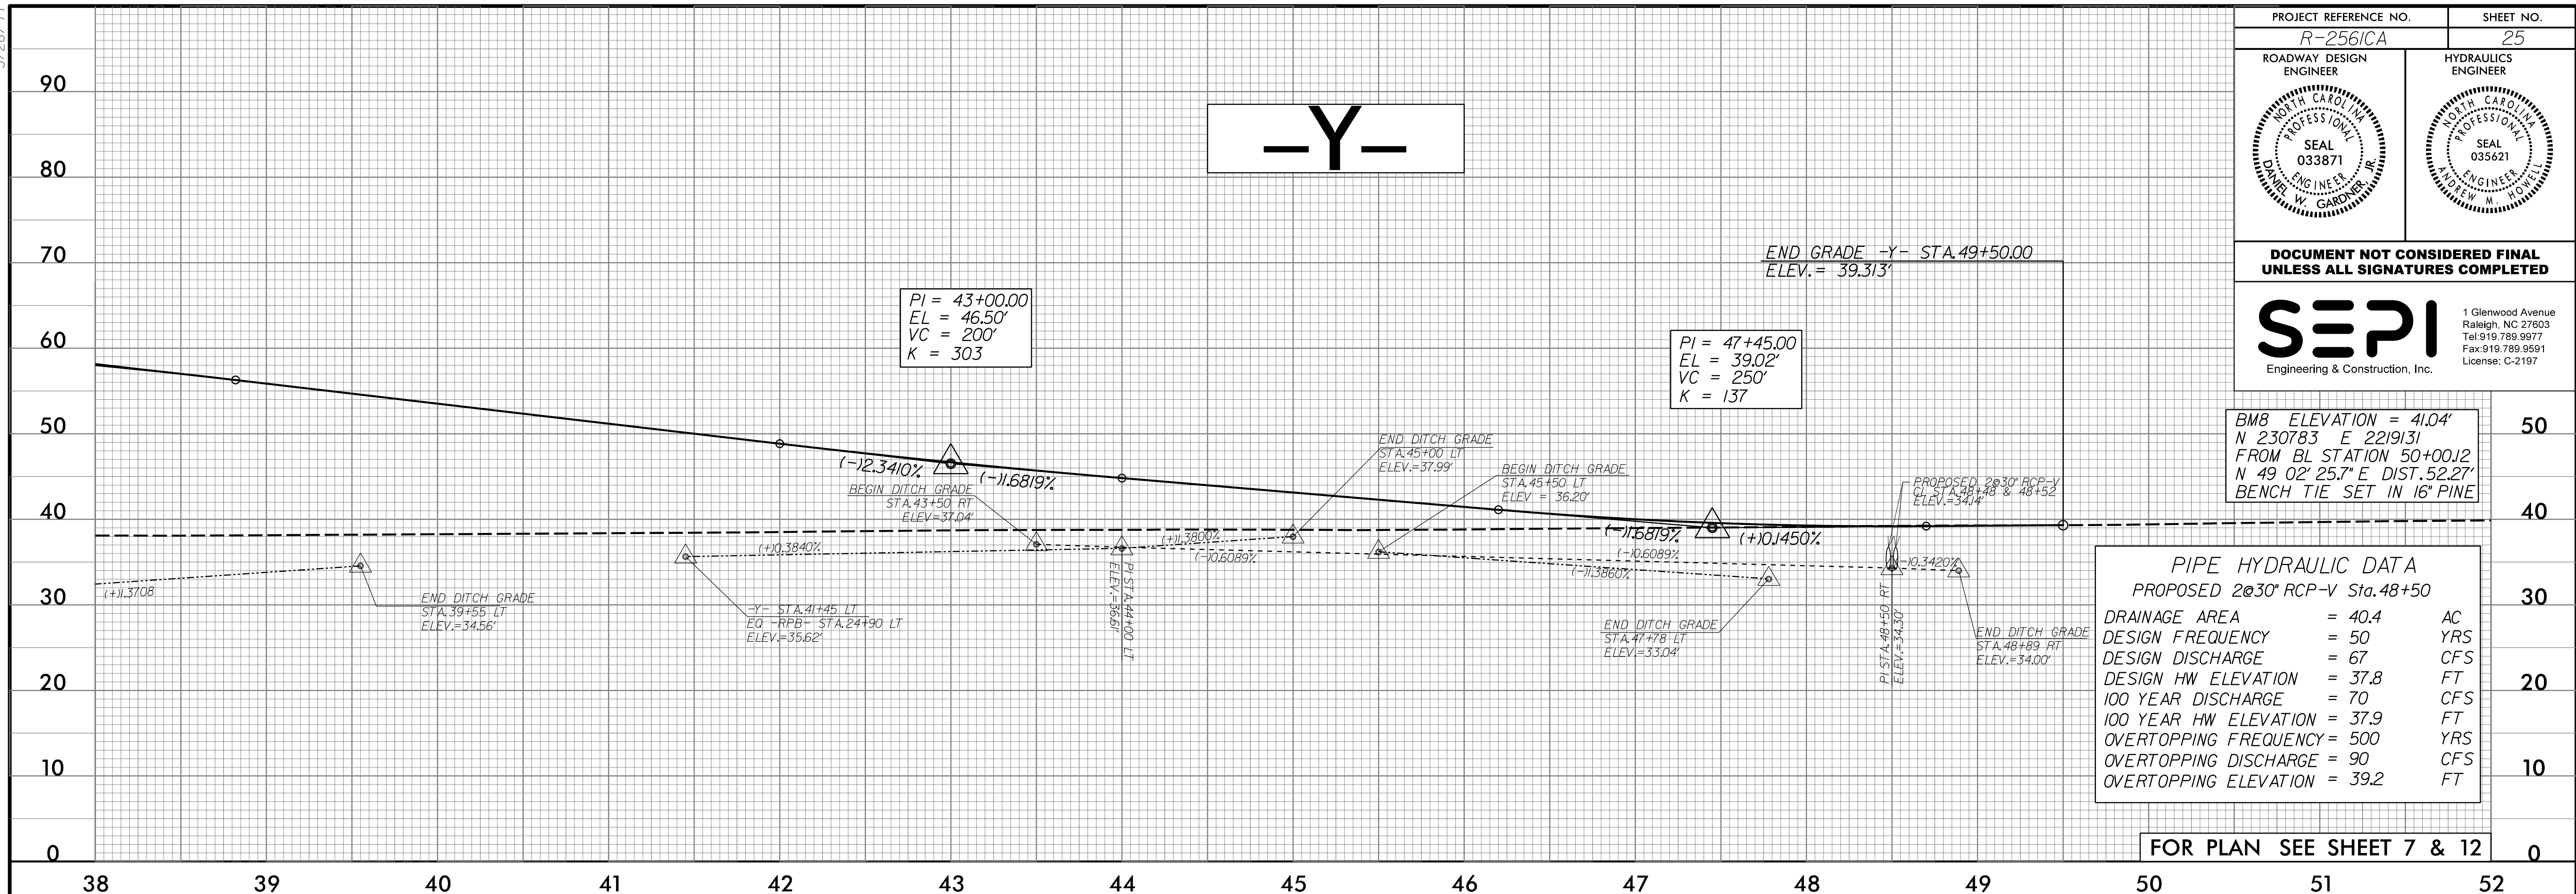 PROJECT REFERENCE NO.
SHEET NO.
R-2561CA
25
ROADWAY DESIGN
ENGINEER
HYDRAULICS
ENGINEER
NORTH CAROLINA
PROFESSIONAL
SEAL
033871
ENGINEER
DANIEL W. GARDNER, JR.
NORTH CAROLINA
PROFESSIONAL
SEAL
035621
ENGINEER
ANDREW M. HOWELL
DOCUMENT NOT CONSIDERED FINAL
UNLESS ALL SIGNATURES COMPLETED
SEPI
Engineering & Construction, Inc.
1 Glenwood Avenue
Raleigh, NC 27603
Tel:919.789.9977
Fax:919.789.9591
License: C-2197
-Y-
END GRADE -Y- STA.49+50.00
ELEV.= 39.313'
PI = 43+00.00
EL = 46.50'
VC = 200'
K = 303
PI = 47+45.00
EL = 39.02'
VC = 250'
K = 137
BM8 ELEVATION = 41.04'
N 230783 E 2219131
FROM BL STATION 50+00.12
N 49 02' 25.7" E DIST.52.27'
BENCH TIE SET IN 16" PINE
(-)2.3410%
(-)1.6819%
BEGIN DITCH GRADE
STA.43+50 RT
ELEV=37.04'
END DITCH GRADE
STA.45+00 LT
ELEV.=37.99'
BEGIN DITCH GRADE
STA.45+50 LT
ELEV = 36.20'
PROPOSED 2@30" RCP-V
CL STA.48+48 & 48+52
ELEV.=34.14'
(-)1.6819%
(+)0.1450%
(+)0.3840%
(+)1.3800%
(-)0.6089%
(-)0.6089%
(-)1.3860%
(-)0.3420%
(+)1.3708
END DITCH GRADE
STA.39+55 LT
ELEV.=34.56'
-Y- STA.41+45 LT
EQ -RPB- STA.24+90 LT
ELEV.=35.62'
PI STA.44+00 LT
ELEV.=36.61'
END DITCH GRADE
STA.47+78 LT
ELEV.=33.04'
PI STA.48+50 RT
ELEV.=34.30'
END DITCH GRADE
STA.48+89 RT
ELEV.=34.00'
PIPE HYDRAULIC DATA
PROPOSED 2@30" RCP-V Sta.48+50
DRAINAGE AREA = 40.4 AC
DESIGN FREQUENCY = 50 YRS
DESIGN DISCHARGE = 67 CFS
DESIGN HW ELEVATION = 37.8 FT
100 YEAR DISCHARGE = 70 CFS
100 YEAR HW ELEVATION = 37.9 FT
OVERTOPPING FREQUENCY = 500 YRS
OVERTOPPING DISCHARGE = 90 CFS
OVERTOPPING ELEVATION = 39.2 FT
FOR PLAN SEE SHEET 7 & 12
90
80
70
60
50
40
30
20
10
0
50
40
30
20
10
0
38 39 40 41 42 43 44 45 46 47 48 49 50 51 52